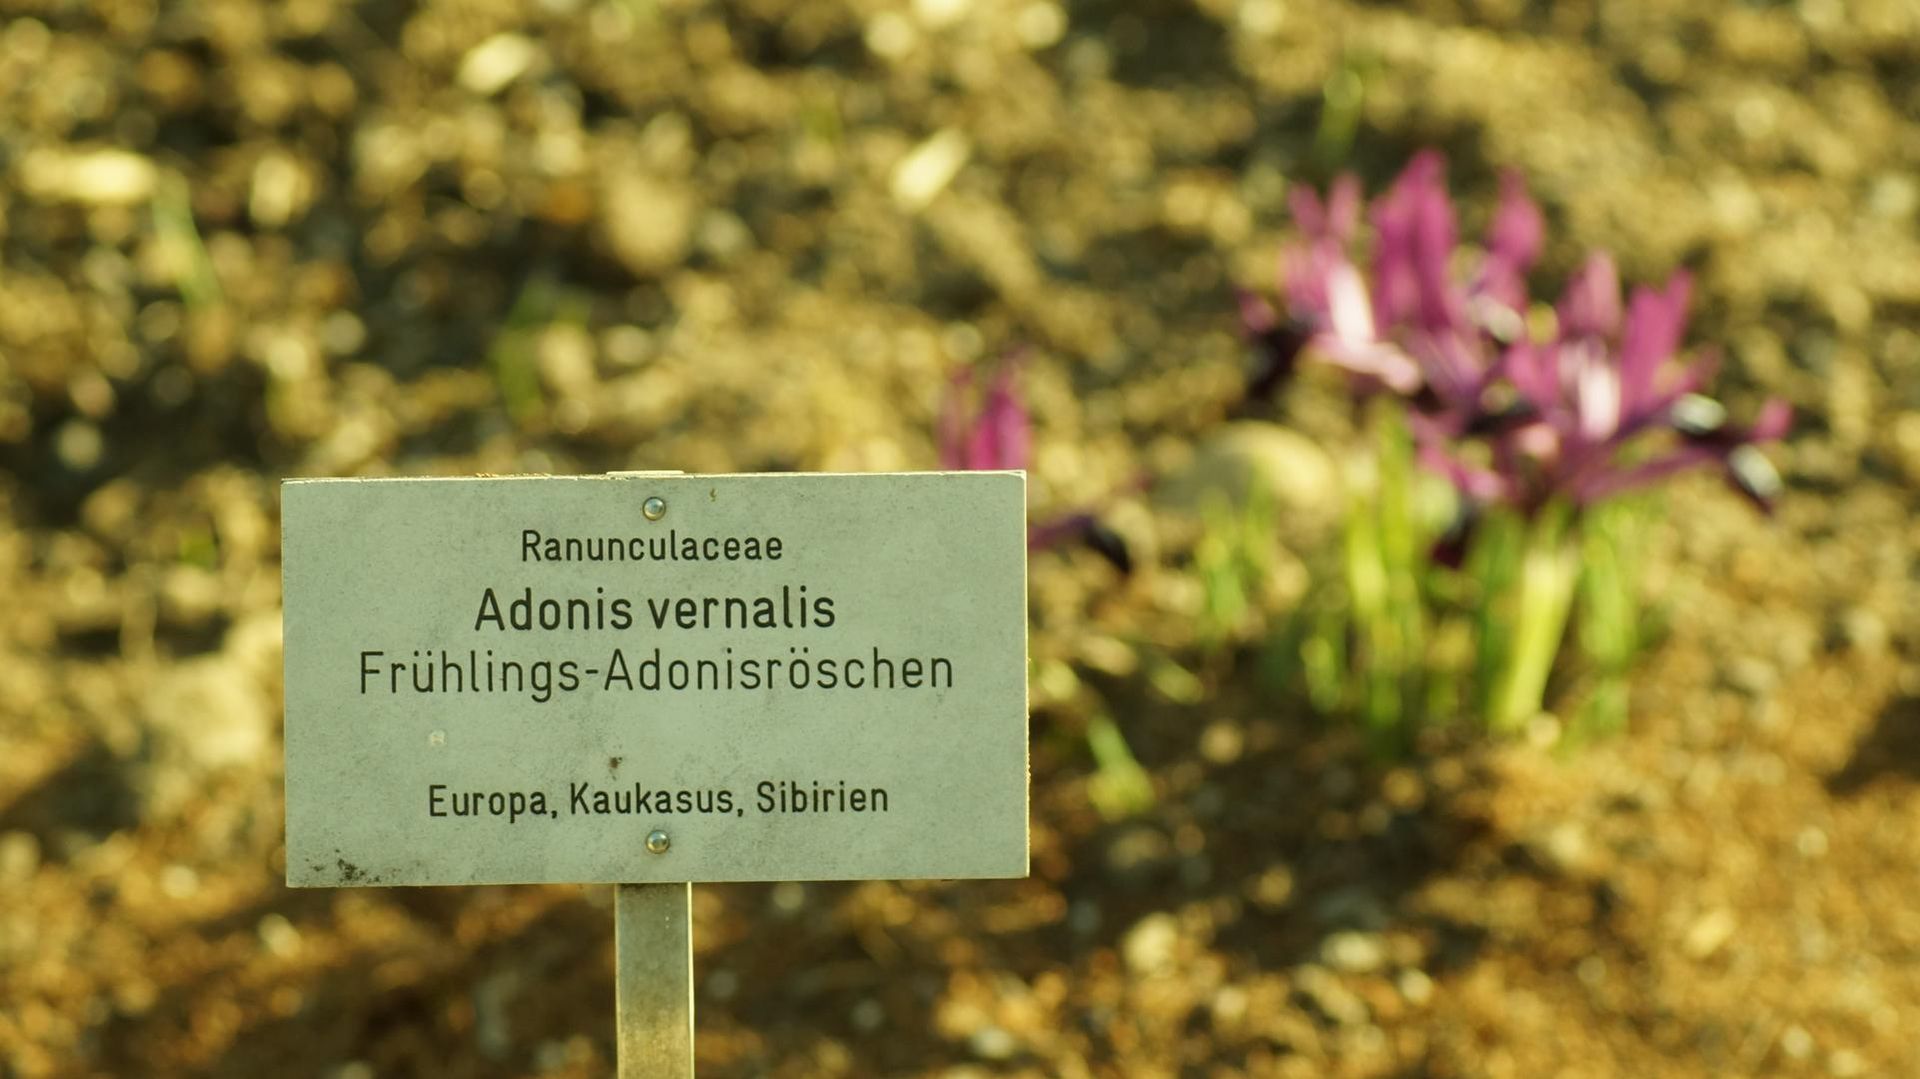 Ranunculaceae
Adonis vernalis
Frühlings-Adonisröschen
Europa, Kaukasus, Sibirien